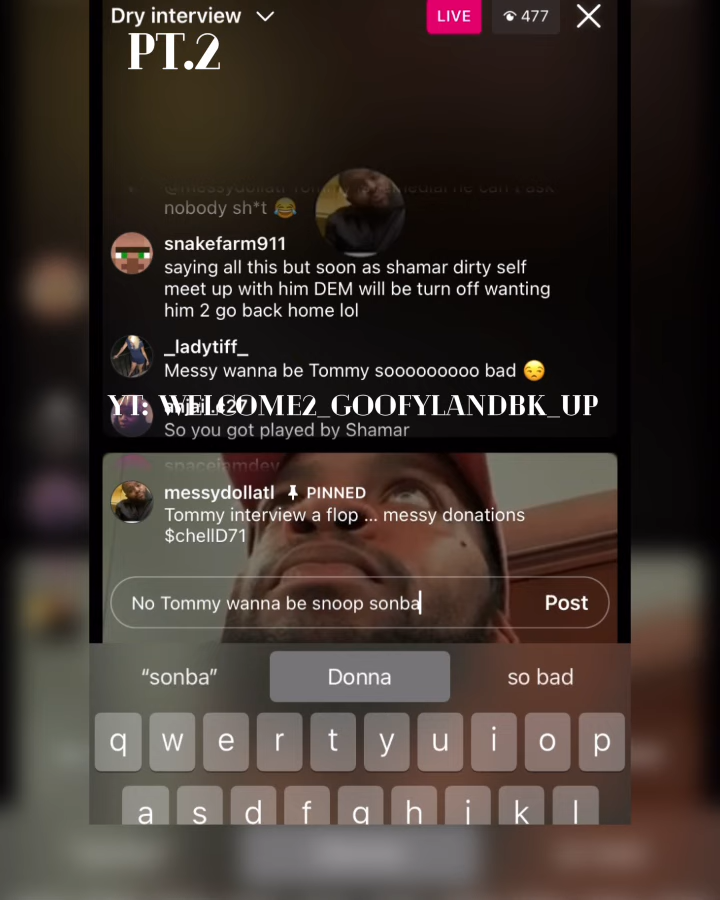 Dry interview
LIVE
477
PT.2
nobody sh*t 😂
snakefarm911
saying all this but soon as shamar dirty self
meet up with him DEM will be turn off wanting
him 2 go back home lol
_ladytiff_
Messy wanna be Tommy sooooooooo bad 😒
YT: WELCOME2_GOOFYLANDBK_UP
So you got played by Shamar
spacejamdev
messydollatl PINNED
Tommy interview a flop ... messy donations
$chellD71
No Tommy wanna be snoop sonba
Post
“sonba”
Donna
so bad
q w e r t y u i o p
a s d f g h j k l